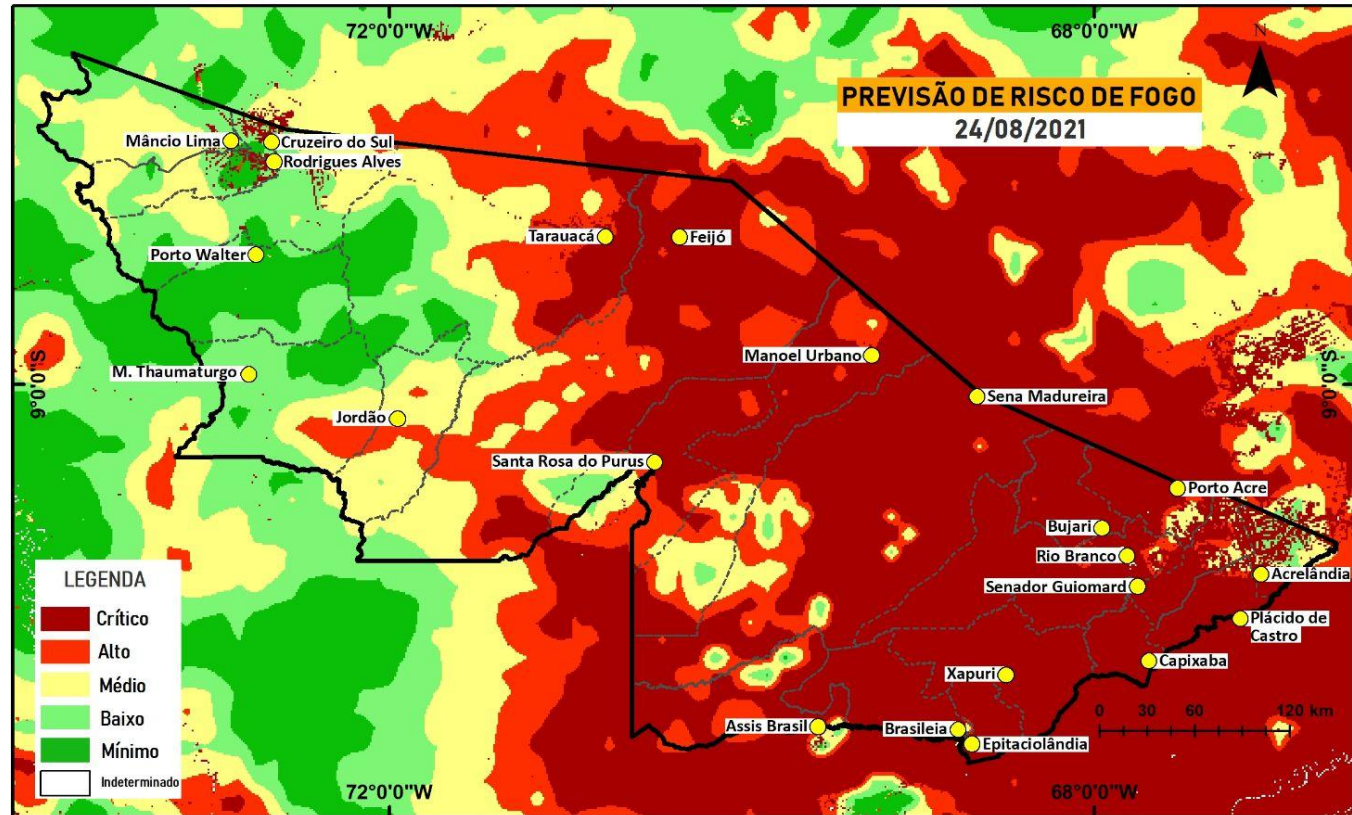 72°0'0"W
68°0'0"W
N
PREVISÃO DE RISCO DE FOGO
24/08/2021
Mâncio Lima
Cruzeiro do Sul
Rodrigues Alves
Tarauacá
Feijó
Porto Walter
Manoel Urbano
9°0'0"S
9°0'0"S
M. Thaumaturgo
Jordão
Sena Madureira
Santa Rosa do Purus
Porto Acre
Bujari
Rio Branco
Acrelândia
Senador Guiomard
Plácido de
Castro
Capixaba
Xapuri
Assis Brasil
Brasileia
Epitaciolândia
LEGENDA
Crítico
Alto
Médio
Baixo
Mínimo
Indeterminado
0 30 60 120 km
72°0'0"W
68°0'0"W